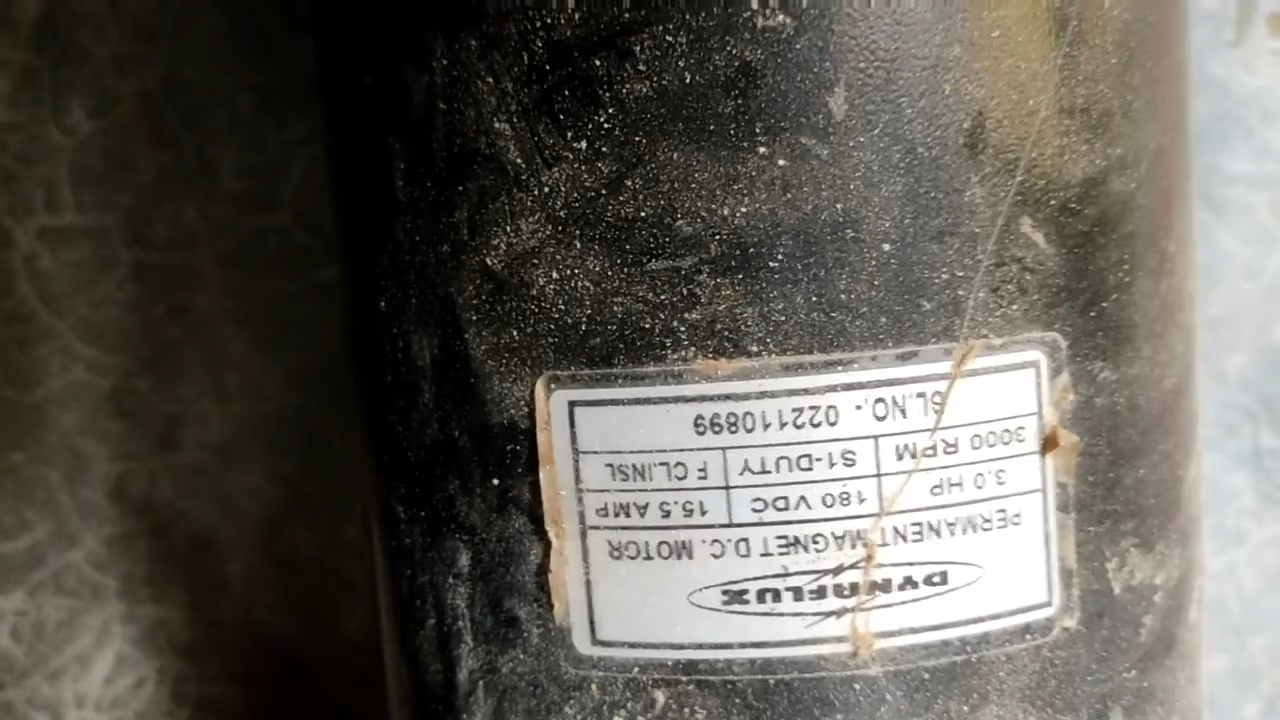 DYNAFLUX
PERMANENT MAGNET D.C. MOTOR
3.0 HP 180 VDC 15.5 AMP
3000 RPM S1-DUTY F CL.INSL
SL.NO.- 022110899